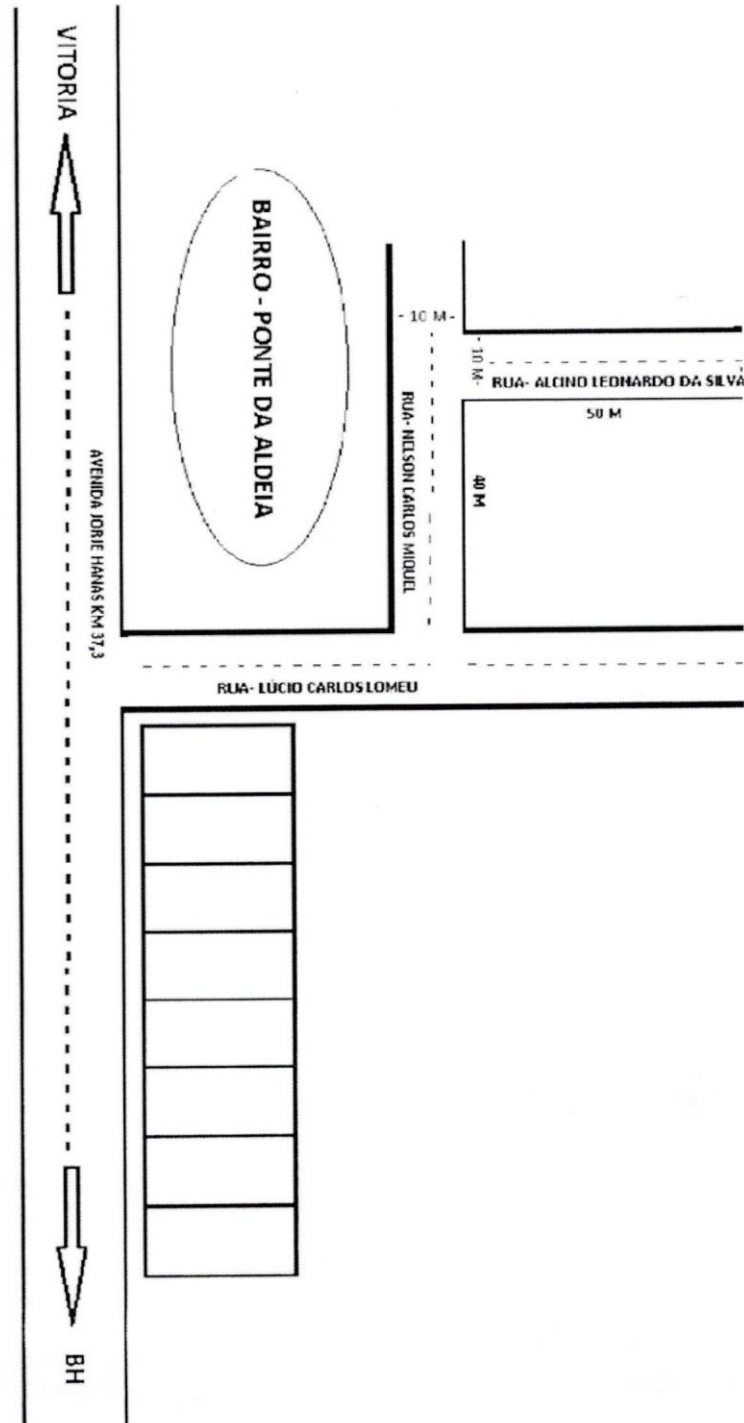 VITORIA
BAIRRO - PONTE DA ALDEIA
- 10 M -
- 10 M -
RUA- ALCINO LEONARDO DA SILVA
50 M
40 M
RUA- NELSON CARLOS MIQUEL
AVENIDA JORJE HANAS KM 37,3
RUA- LÚCIO CARLOS LOMEU
BH